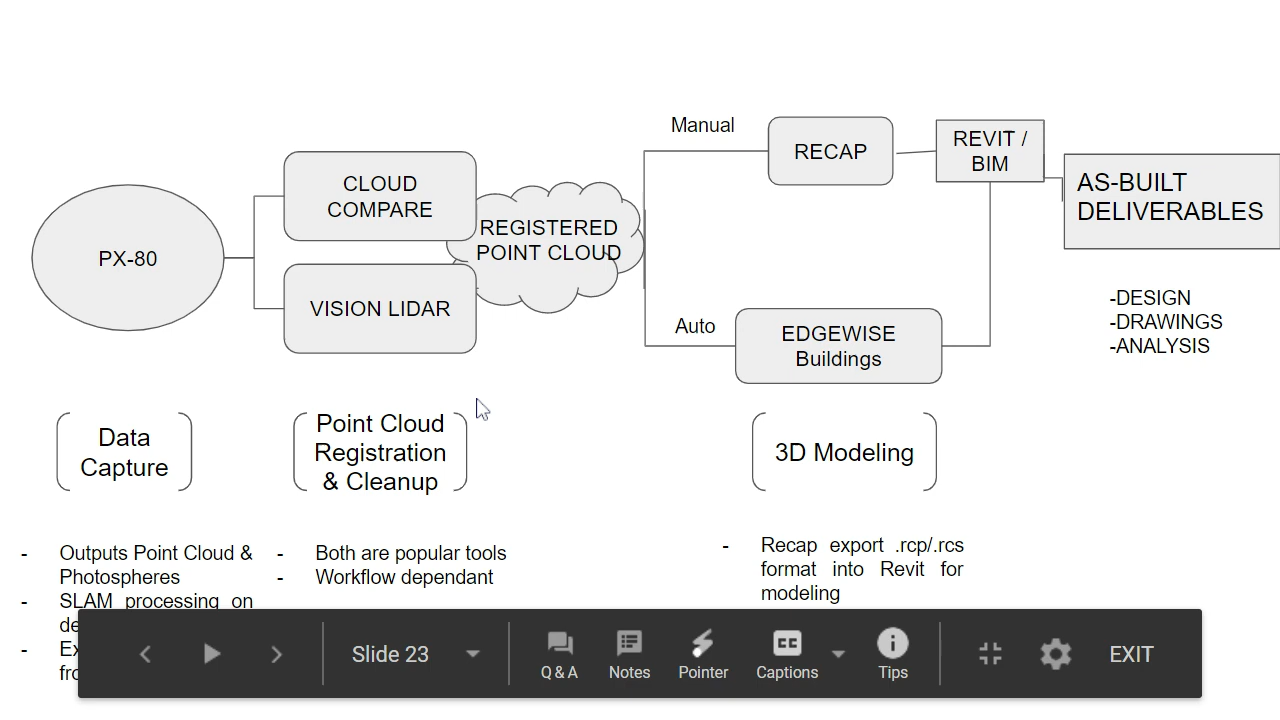 Manual
RECAP
REVIT /
BIM
AS-BUILT
DELIVERABLES
CLOUD
COMPARE
REGISTERED
POINT CLOUD
PX-80
VISION LIDAR
Auto
EDGEWISE
Buildings
-DESIGN
-DRAWINGS
-ANALYSIS
Data
Capture
Point Cloud
Registration
& Cleanup
3D Modeling
- Outputs Point Cloud &
Photospheres
- SLAM processing on
- Both are popular tools
- Workflow dependant
- Recap export .rcp/.rcs
format into Revit for
modeling
Slide 23
Q & A
Notes
Pointer
CC
Captions
Tips
EXIT